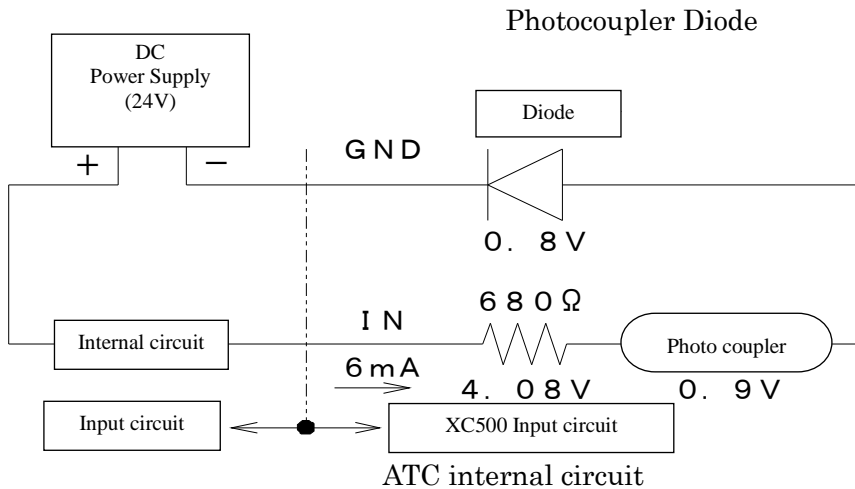 Photocoupler Diode
DC
Power Supply
(24V)
Diode
+
−
GND
0. 8V
680Ω
IN
Internal circuit
Photo coupler
6mA
4. 08V
0. 9V
Input circuit
XC500 Input circuit
ATC internal circuit